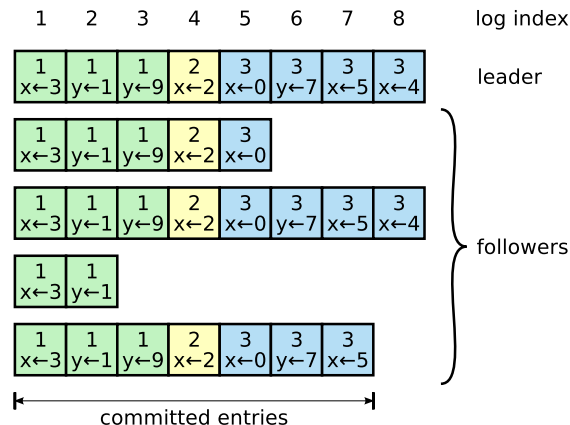 1 2 3 4 5 6 7 8 log index
1 1 1 2 3 3 3 3
x←3 y←1 y←9 x←2 x←0 y←7 x←5 x←4
leader
1 1 1 2 3
x←3 y←1 y←9 x←2 x←0
1 1 1 2 3 3 3 3
x←3 y←1 y←9 x←2 x←0 y←7 x←5 x←4
followers
1 1
x←3 y←1
1 1 1 2 3 3 3
x←3 y←1 y←9 x←2 x←0 y←7 x←5
committed entries